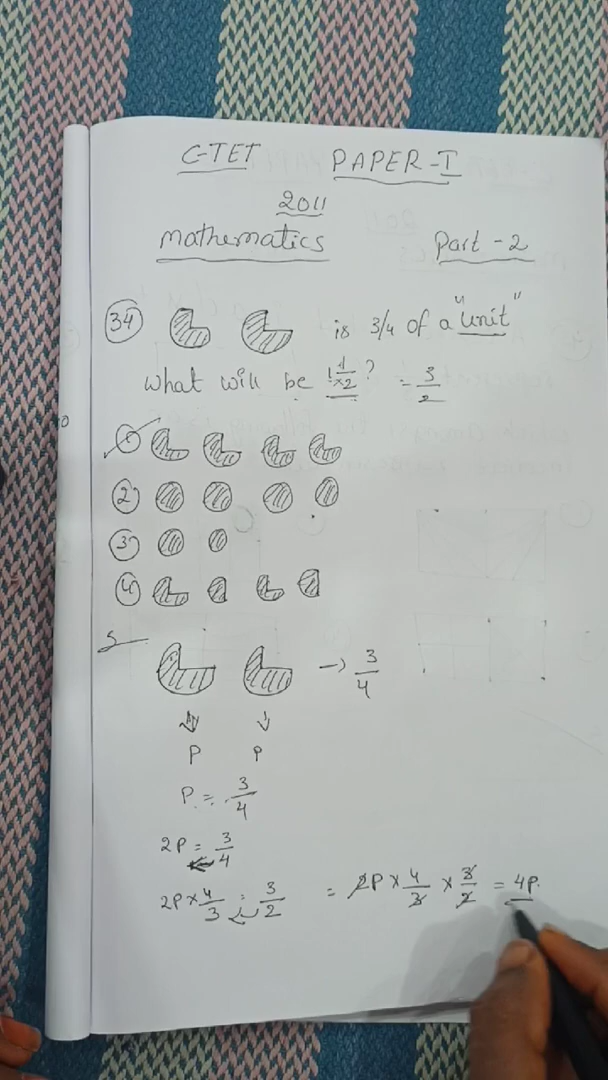 C-TET PAPER-I
2011
Mathematics Part-2
34 is 3/4 of a "unit"
what will be 1 1/2? = 3/2
1
2
3
4
S
→ 3/4
P P
P = 3/4
2P = 3/4
2P × 4/3 = 3/2 = 2P × 4/3 × 3/2 = 4P